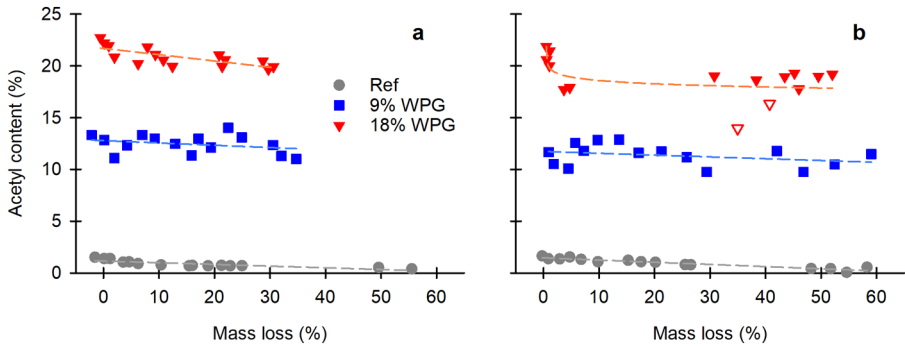 25
20
15
10
5
0
Acetyl content (%)
a
Ref
9% WPG
18% WPG
0 10 20 30 40 50 60
Mass loss (%)
b
0 10 20 30 40 50 60
Mass loss (%)